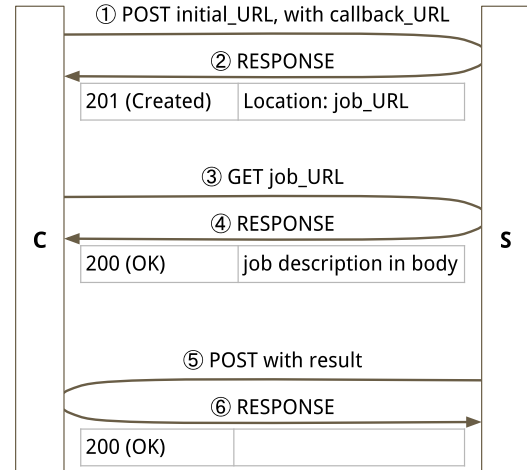 ① POST initial_URL, with callback_URL
② RESPONSE
201 (Created) Location: job_URL
③ GET job_URL
④ RESPONSE
C S
200 (OK) job description in body
⑤ POST with result
⑥ RESPONSE
200 (OK)